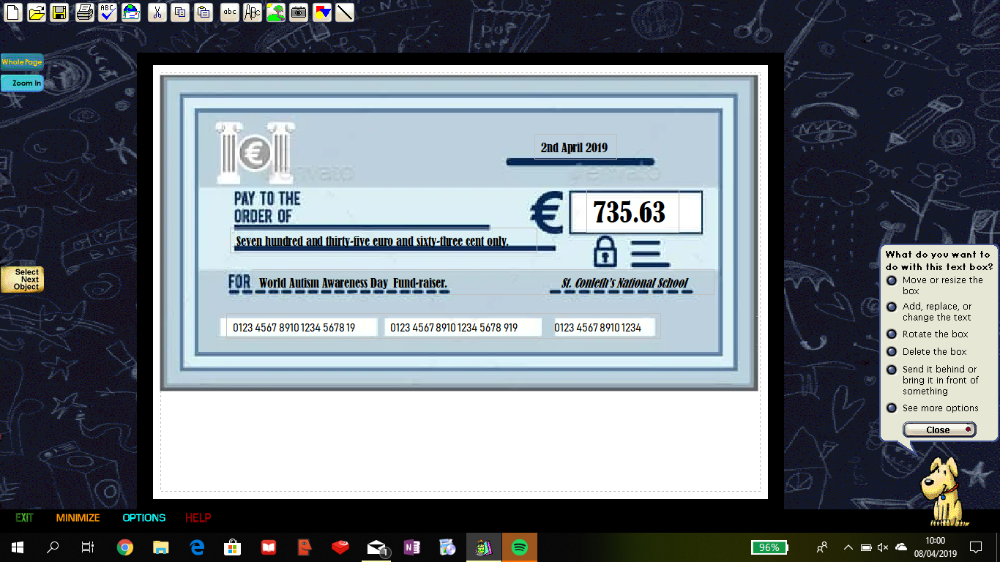 ABC
abc
ABc
Whole Page
Zoom In
Select
Next
Object
2nd April 2019
PAY TO THE
ORDER OF
€ 735.63
Seven hundred and thirty-five euro and sixty-three cent only.
FOR World Autism Awareness Day Fund-raiser.
St. Conleth's National School
0123 4567 8910 1234 5678 19
0123 4567 8910 1234 5678 919
0123 4567 8910 1234
What do you want to
do with this text box?
Move or resize the
box
Add, replace, or
change the text
Rotate the box
Delete the box
Send it behind or
bring it in front of
something
See more options
Close
EXIT MINIMIZE OPTIONS HELP
1
96%
10:00
08/04/2019